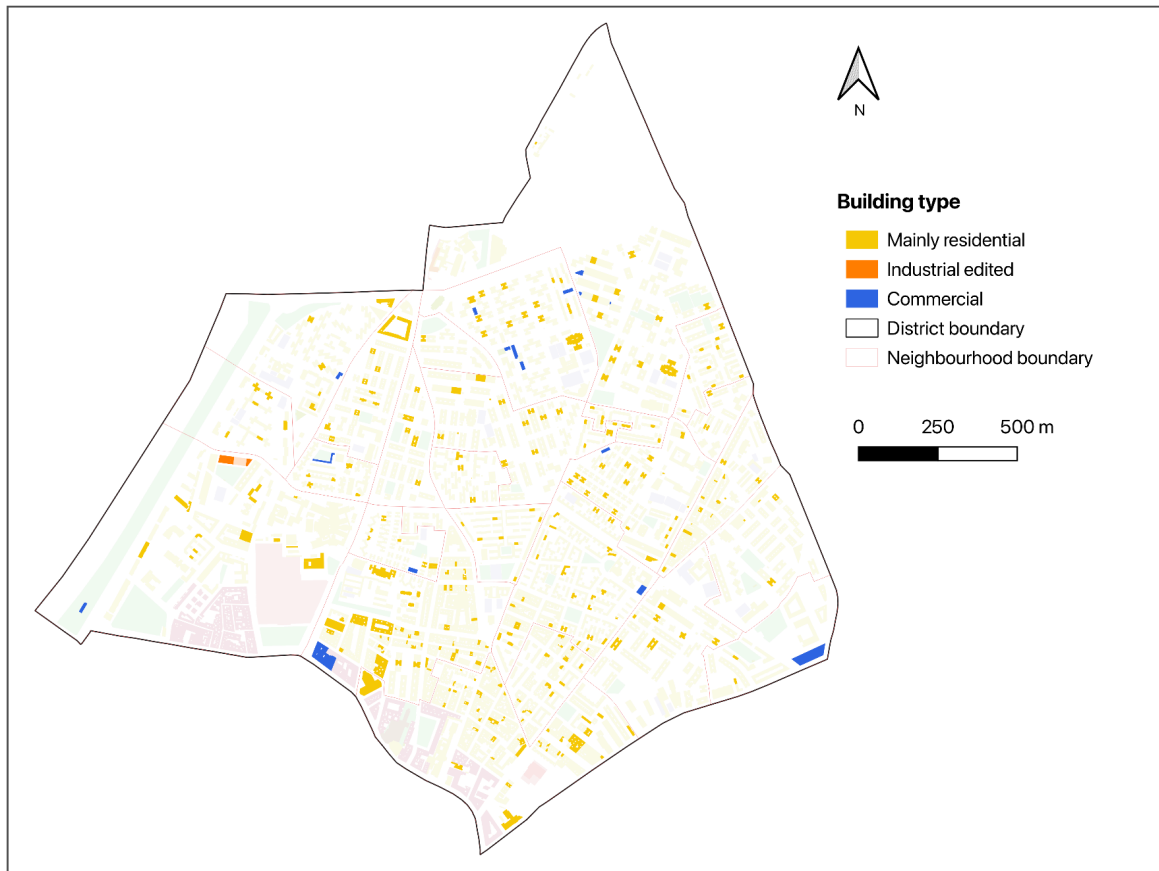 N
Building type
Mainly residential
Industrial edited
Commercial
District boundary
Neighbourhood boundary
0 250 500 m